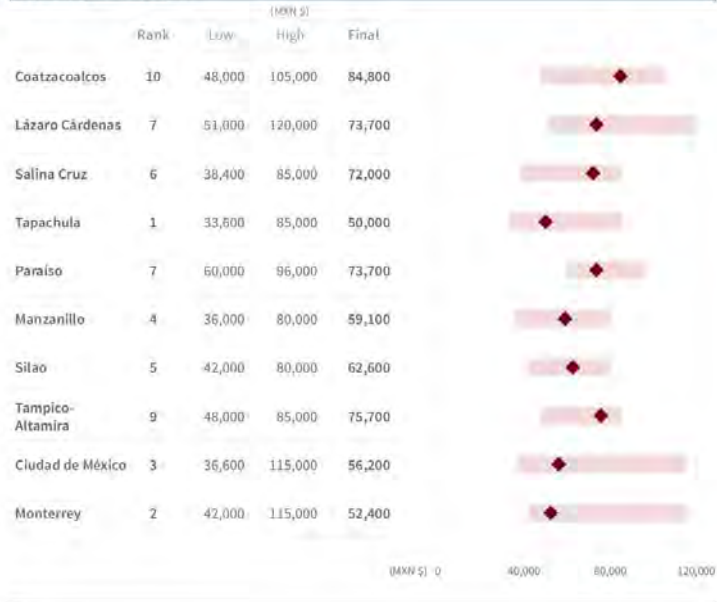 (MXN $)
Rank Low High Final
Coatzacoalcos 10 48,000 105,000 84,800
Lázaro Cárdenas 7 51,000 120,000 73,700
Salina Cruz 6 38,400 85,000 72,000
Tapachula 1 33,600 85,000 50,000
Paraíso 7 60,000 96,000 73,700
Manzanillo 4 36,000 80,000 59,100
Silao 5 42,000 80,000 62,600
Tampico-
Altamira 9 48,000 85,000 75,700
Ciudad de México 3 36,600 115,000 56,200
Monterrey 2 42,000 115,000 52,400
(MXN $) 0 40,000 80,000 120,000